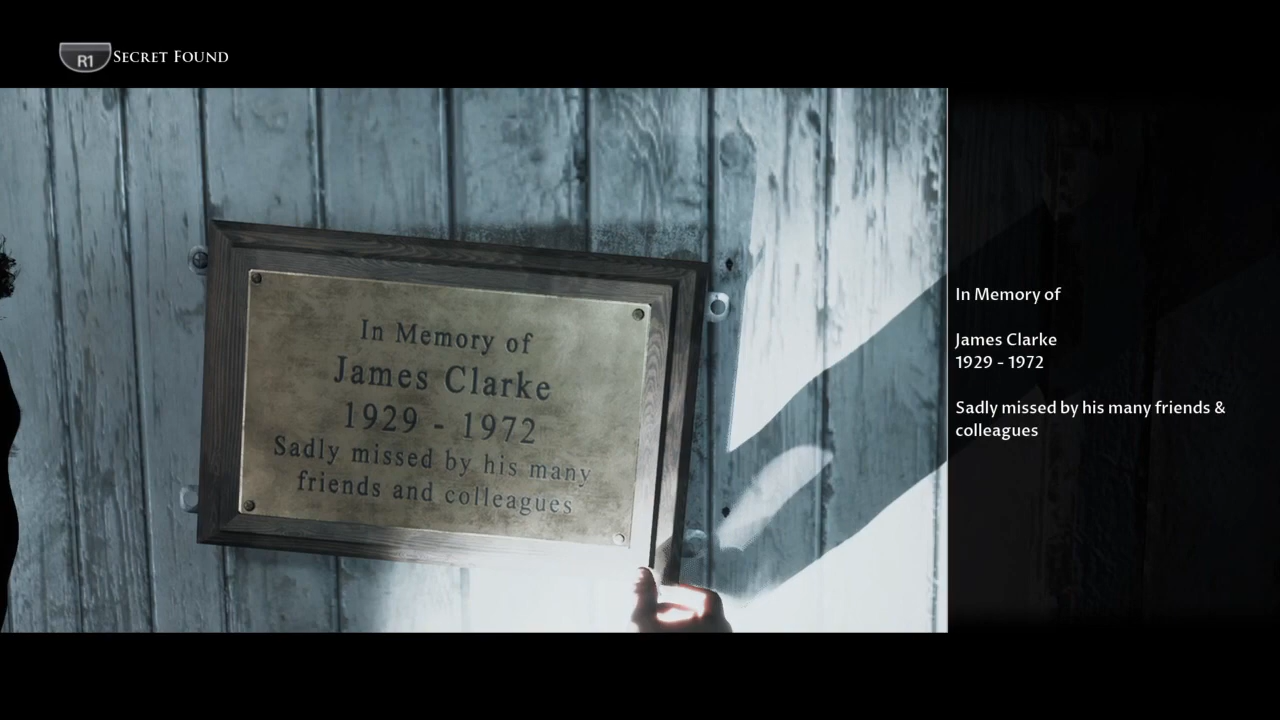 R1 SECRET FOUND
In Memory of
James Clarke
1929 - 1972
Sadly missed by his many
friends and colleagues
In Memory of
James Clarke
1929 - 1972
Sadly missed by his many friends &
colleagues